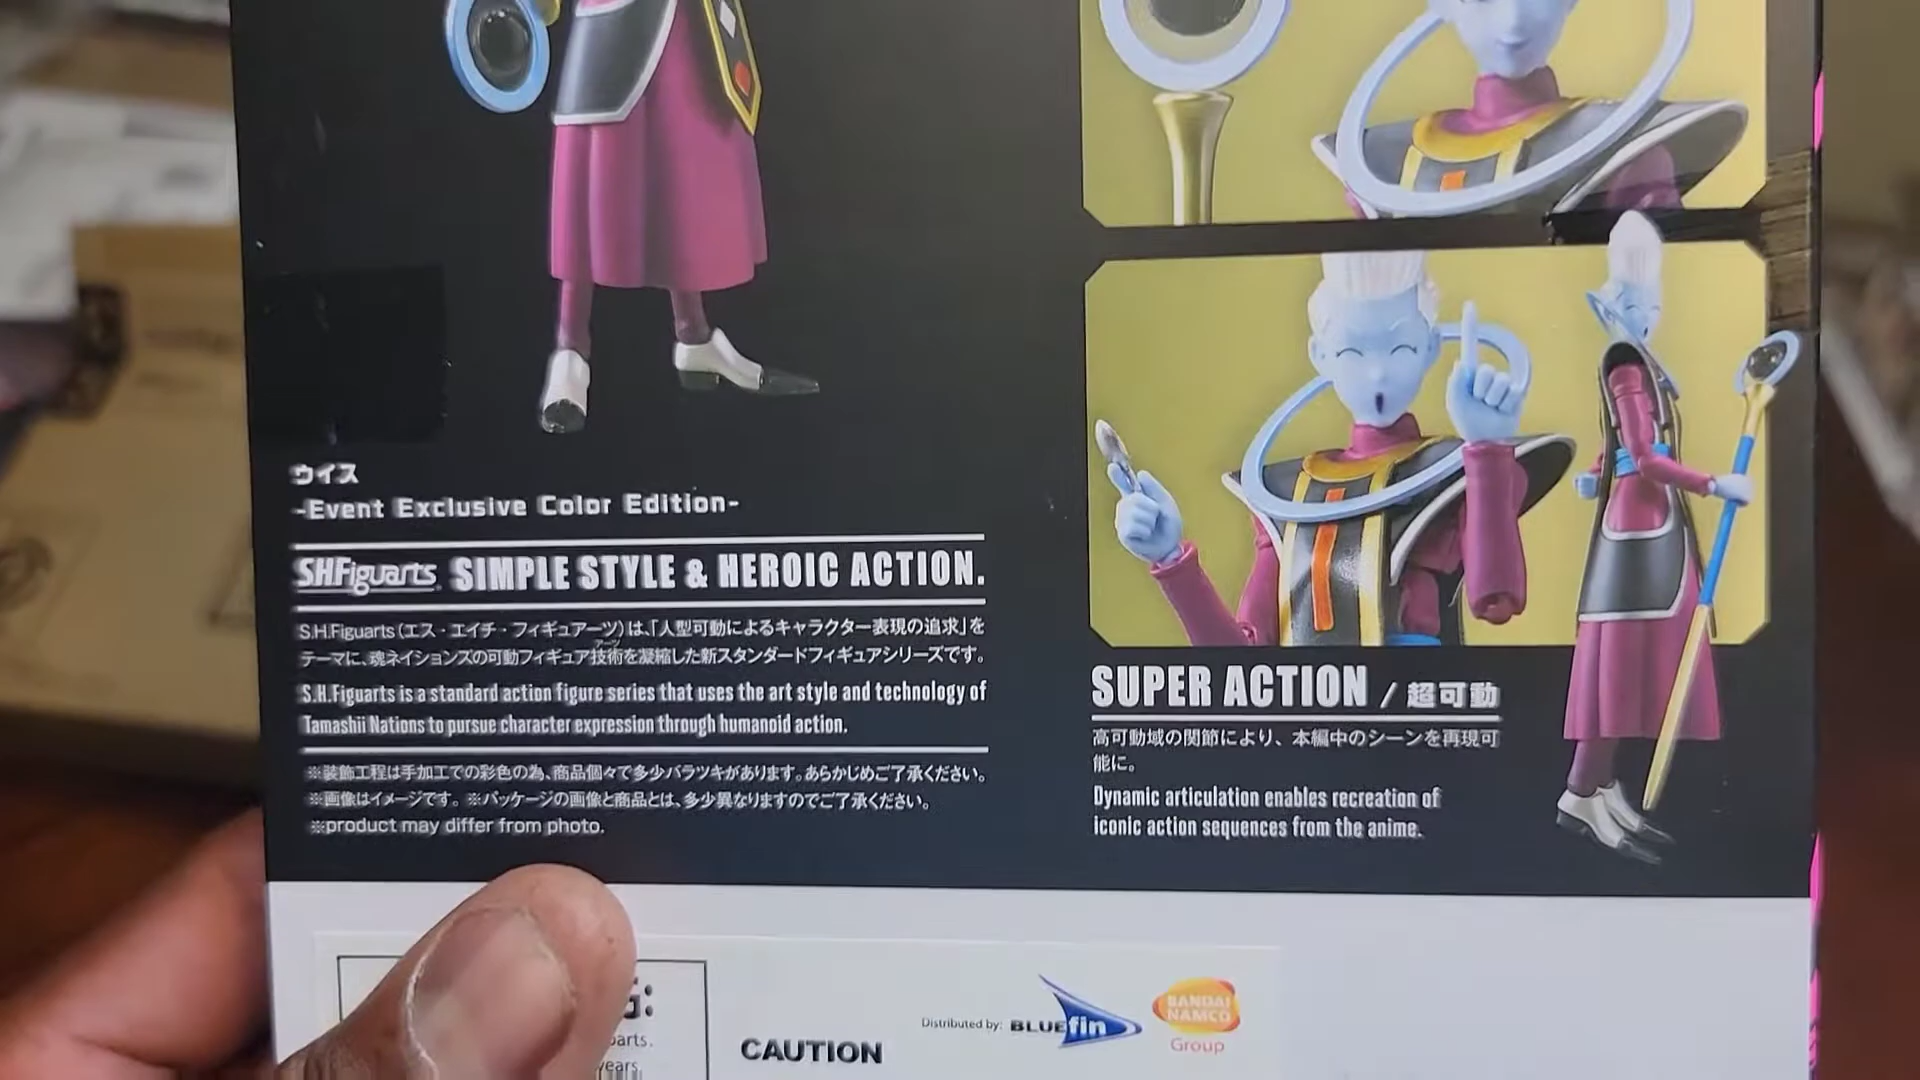 ウイス
-Event Exclusive Color Edition-
S.H.Figuarts SIMPLE STYLE & HEROIC ACTION.
S.H.Figuarts（エス・エイチ・フィギュアーツ）は、「人型可動によるキャラクター表現の追求」を
テーマに、魂ネイションズの可動フィギュア技術を凝縮した新スタンダードフィギュアシリーズです。
S.H.Figuarts is a standard action figure series that uses the art style and technology of
Tamashii Nations to pursue character expression through humanoid action.
※装飾工程は手加工での彩色の為、商品個々で多少バラツキがあります。あらかじめご了承ください。
※画像はイメージです。※パッケージの画像と商品とは、多少異なりますのでご了承ください。
※product may differ from photo.
SUPER ACTION / 超可動
高可動域の関節により、本編中のシーンを再現可
能に。
Dynamic articulation enables recreation of
iconic action sequences from the anime.
G:
parts.
years.
CAUTION
Distributed by: BLUEfin
BANDAI
NAMCO
Group